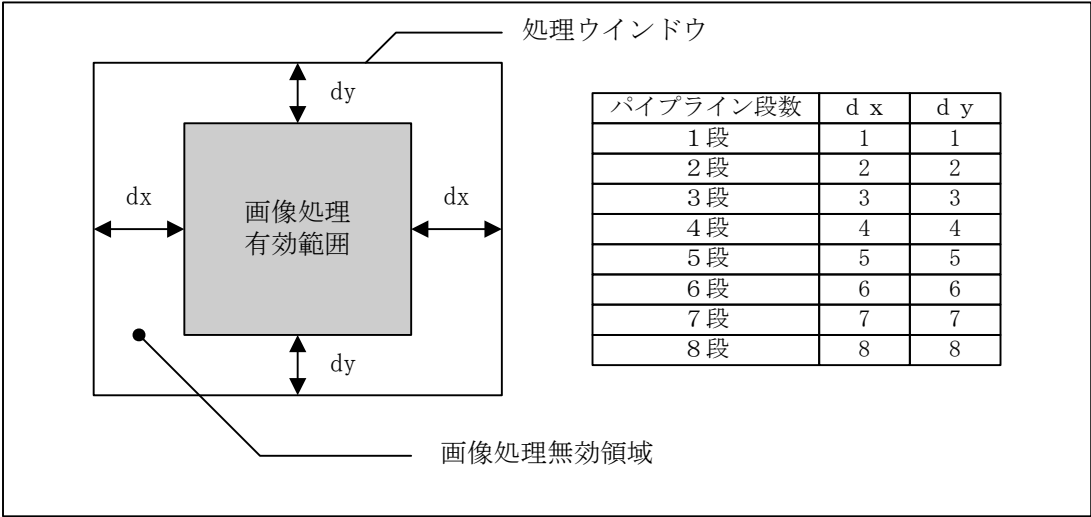 処理ウインドウ
dy
dx
dx
画像処理
有効範囲
dy
画像処理無効領域
パイプライン段数 ｄｘ ｄｙ
１段 1 1
２段 2 2
３段 3 3
４段 4 4
５段 5 5
６段 6 6
７段 7 7
８段 8 8